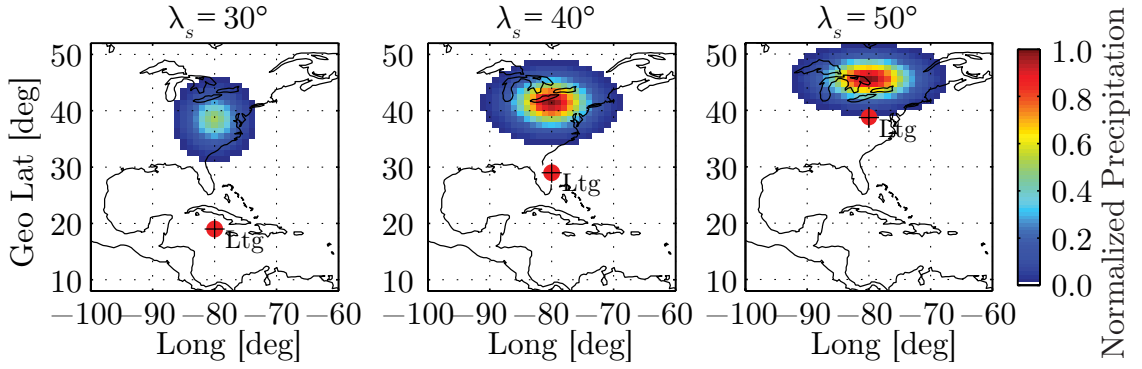 λs = 30°
λs = 40°
λs = 50°
Geo Lat [deg]
50
40
30
20
10
Ltg
−100 −90 −80 −70 −60
Long [deg]
50
40
30
20
10
Ltg
−100 −90 −80 −70 −60
Long [deg]
50
40
30
20
10
Ltg
−100 −90 −80 −70 −60
Long [deg]
1.0
0.8
0.6
0.4
0.2
0.0
Normalized Precipitation